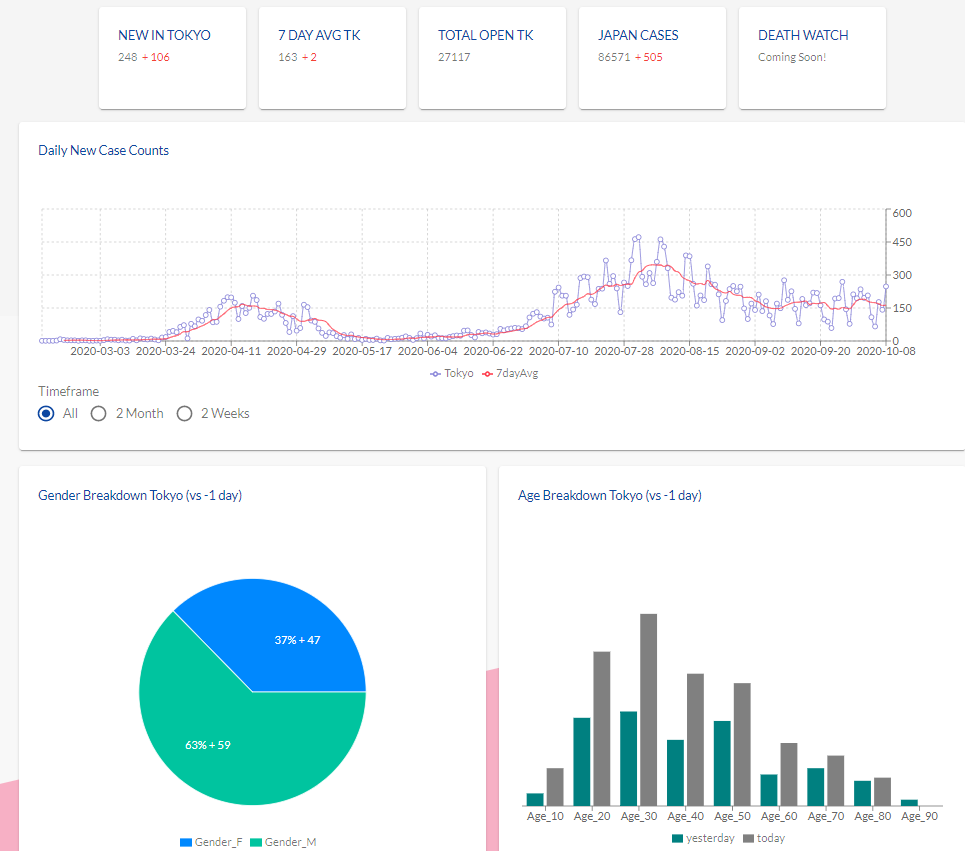 NEW IN TOKYO
248 + 106
7 DAY AVG TK
163 + 2
TOTAL OPEN TK
27117
JAPAN CASES
86571 + 505
DEATH WATCH
Coming Soon!
Daily New Case Counts
600
450
300
150
0
2020-03-03 2020-03-24 2020-04-11 2020-04-29 2020-05-17 2020-06-04 2020-06-22 2020-07-10 2020-07-28 2020-08-15 2020-09-02 2020-09-20 2020-10-08
Tokyo 7dayAvg
Timeframe
All 2 Month 2 Weeks
Gender Breakdown Tokyo (vs -1 day)
37% + 47
63% + 59
Gender_F Gender_M
Age Breakdown Tokyo (vs -1 day)
Age_10 Age_20 Age_30 Age_40 Age_50 Age_60 Age_70 Age_80 Age_90
yesterday today